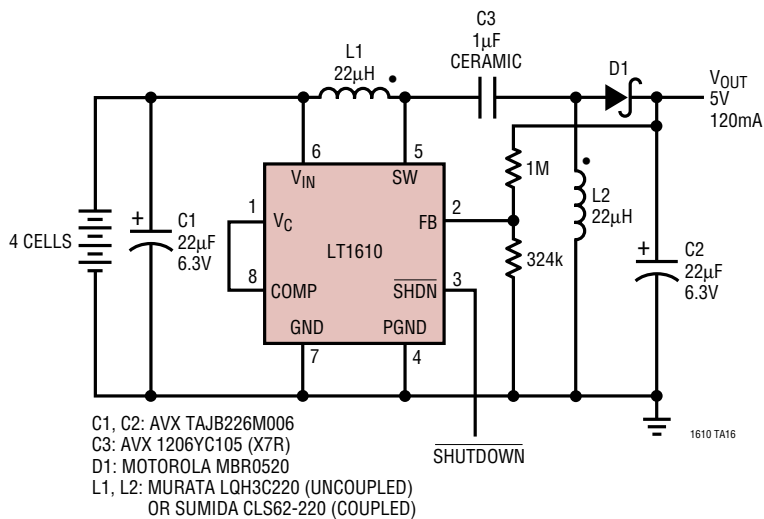 C3
1µF
CERAMIC
L1
22µH
D1
VOUT
5V
120mA
6
5
VIN
SW
1M
L2
22µH
1
VC
FB
2
4 CELLS
+
C1
22µF
6.3V
LT1610
324k
+
C2
22µF
6.3V
8
COMP
SHDN
3
GND
PGND
7
4
C1, C2: AVX TAJB226M006
C3: AVX 1206YC105 (X7R)
D1: MOTOROLA MBR0520
L1, L2: MURATA LQH3C220 (UNCOUPLED)
OR SUMIDA CLS62-220 (COUPLED)
SHUTDOWN
1610 TA16